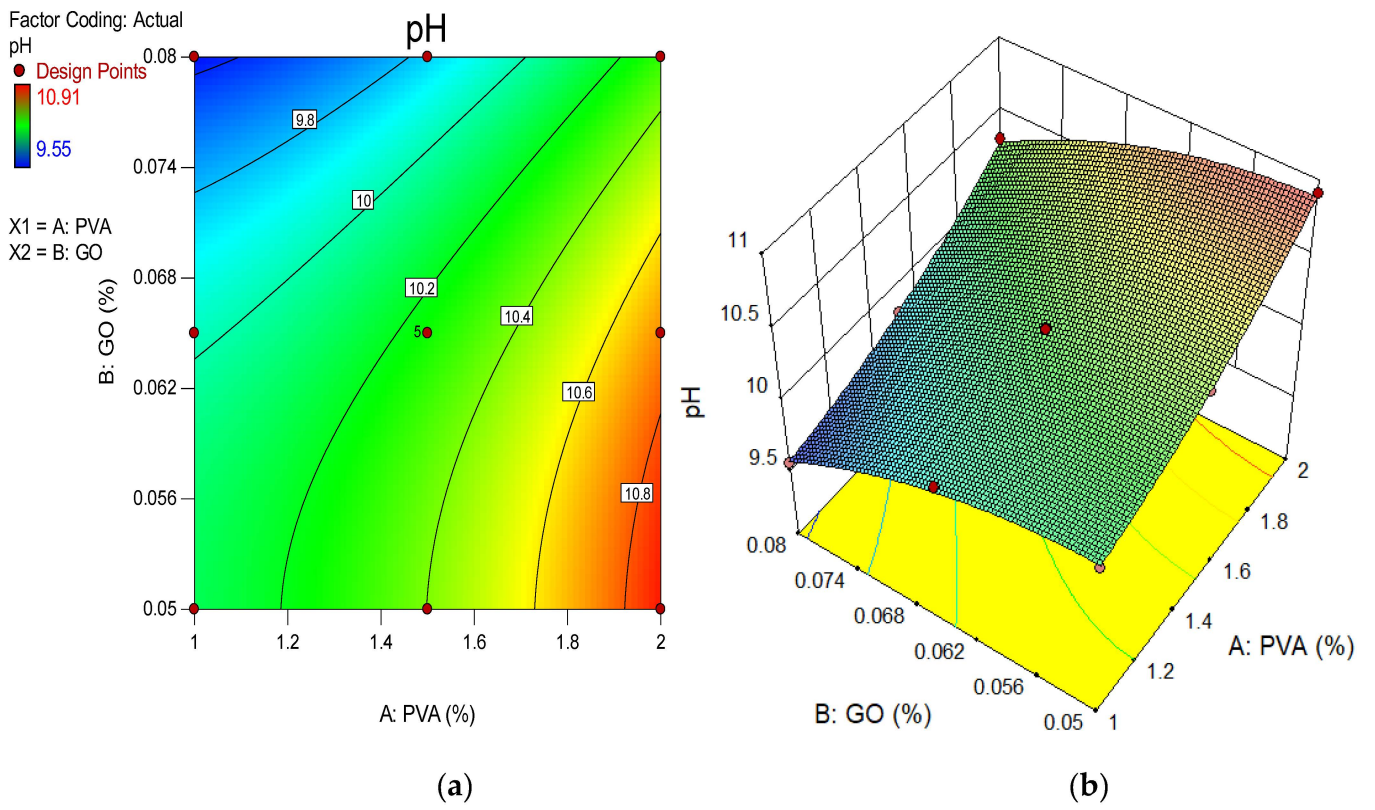 Factor Coding: Actual
pH
Design Points
10.91
9.55
X1 = A: PVA
X2 = B: GO
pH
0.08
0.074
0.068
0.062
0.056
0.05
B: GO (%)
9.8
10
10.2
5
10.4
10.6
10.8
1
1.2
1.4
1.6
1.8
2
A: PVA (%)
(a)
11
10.5
10
9.5
pH
0.08
0.074
0.068
0.062
0.056
0.05
B: GO (%)
1
1.2
1.4
1.6
1.8
2
A: PVA (%)
(b)